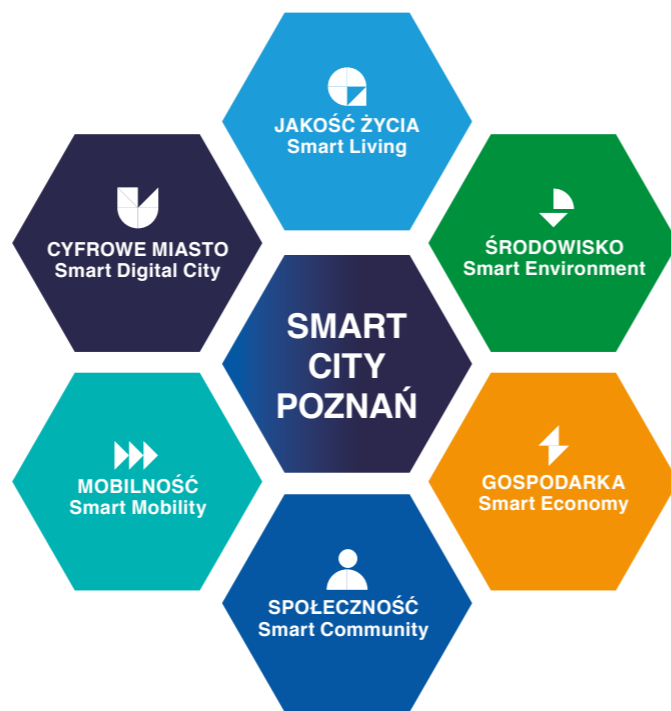 JAKOŚĆ ŻYCIA
Smart Living
CYFROWE MIASTO
Smart Digital City
ŚRODOWISKO
Smart Environment
SMART
CITY
POZNAŃ
MOBILNOŚĆ
Smart Mobility
GOSPODARKA
Smart Economy
SPOŁECZNOŚĆ
Smart Community